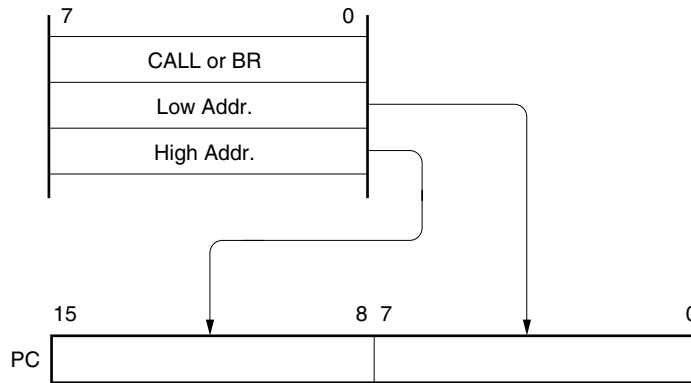 7 0
CALL or BR
Low Addr.
High Addr.
15 8 7 0
PC